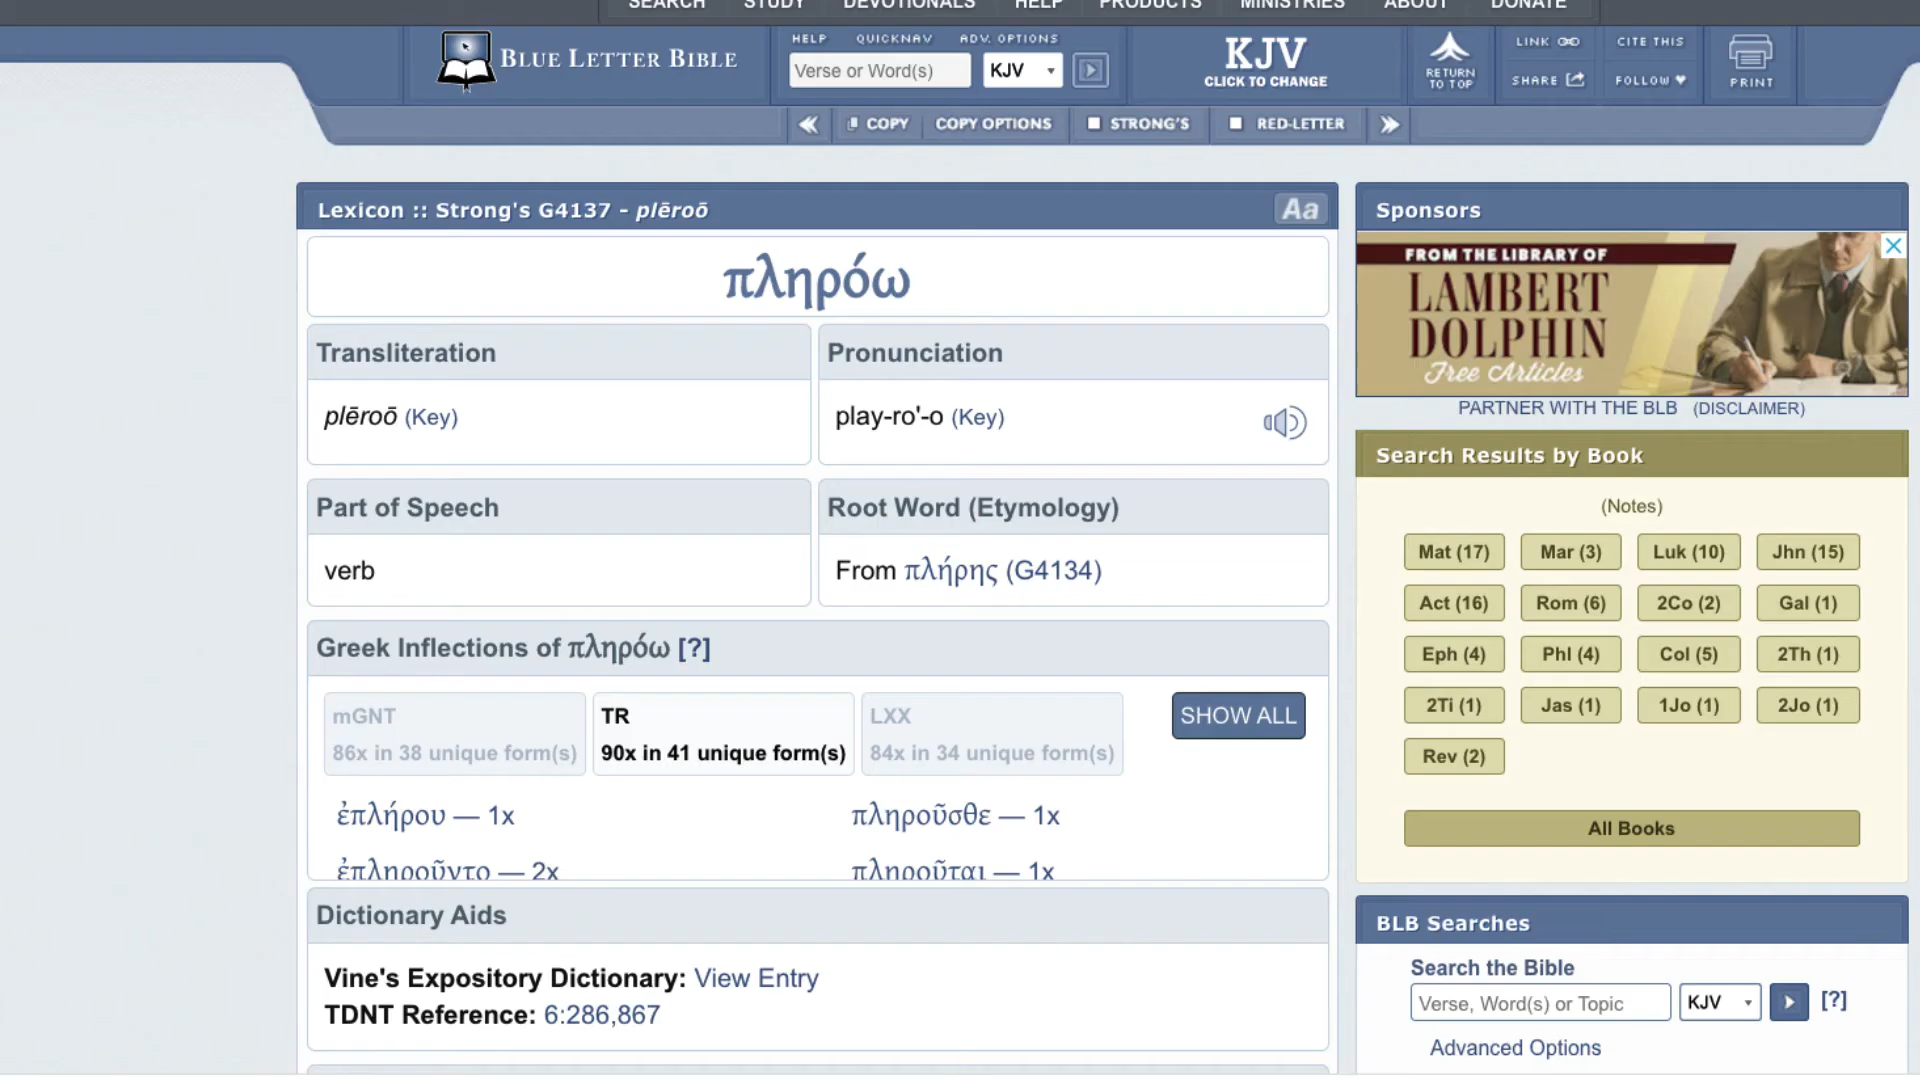 SEARCH STUDY DEVOTIONALS HELP PRODUCTS MINISTRIES ABOUT DONATE
BLUE LETTER BIBLE
HELP QUICKNAV ADV. OPTIONS
Verse or Word(s) KJV
KJV
CLICK TO CHANGE
RETURN
TO TOP
LINK CITE THIS
SHARE FOLLOW
PRINT
COPY COPY OPTIONS STRONG'S RED-LETTER
Lexicon :: Strong's G4137 - plēroō
Aa
πληρόω
Transliteration
plēroō (Key)
Pronunciation
play-ro'-o (Key)
Part of Speech
verb
Root Word (Etymology)
From πλήρης (G4134)
Greek Inflections of πληρόω [?]
mGNT
86x in 38 unique form(s)
TR
90x in 41 unique form(s)
LXX
84x in 34 unique form(s)
SHOW ALL
ἐπλήρου — 1x
πληροῦσθε — 1x
ἐπληροῦντο — 2x
πληροῦται — 1x
Dictionary Aids
Vine's Expository Dictionary: View Entry
TDNT Reference: 6:286,867
Sponsors
FROM THE LIBRARY OF
LAMBERT
DOLPHIN
Free Articles
PARTNER WITH THE BLB (DISCLAIMER)
Search Results by Book
(Notes)
Mat (17) Mar (3) Luk (10) Jhn (15)
Act (16) Rom (6) 2Co (2) Gal (1)
Eph (4) Phl (4) Col (5) 2Th (1)
2Ti (1) Jas (1) 1Jo (1) 2Jo (1)
Rev (2)
All Books
BLB Searches
Search the Bible
Verse, Word(s) or Topic KJV [?]
Advanced Options